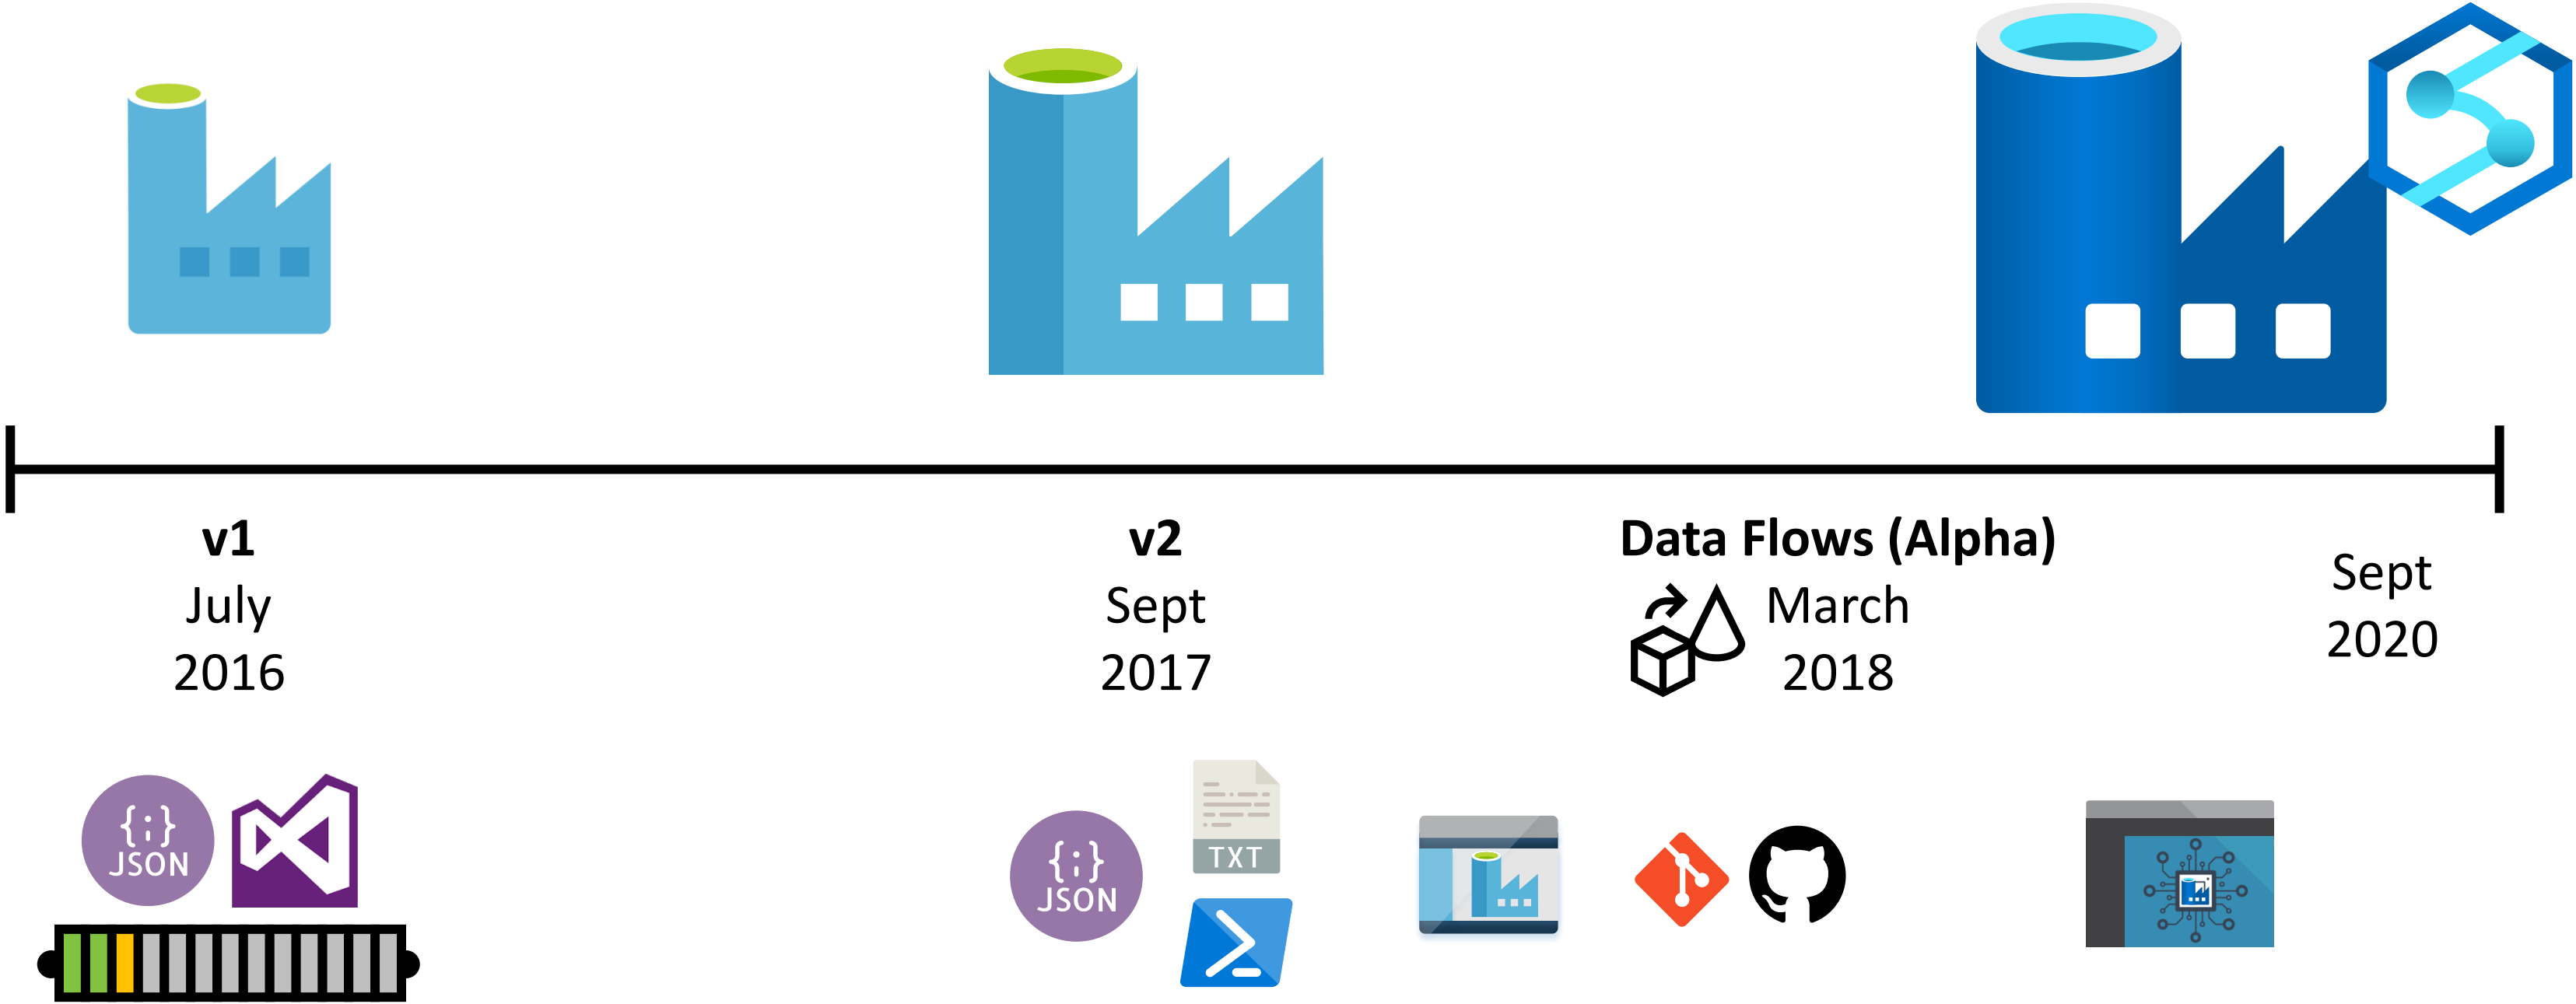 v1
July
2016
v2
Sept
2017
Data Flows (Alpha)
March
2018
Sept
2020
{;}
JSON
{;}
JSON
TXT